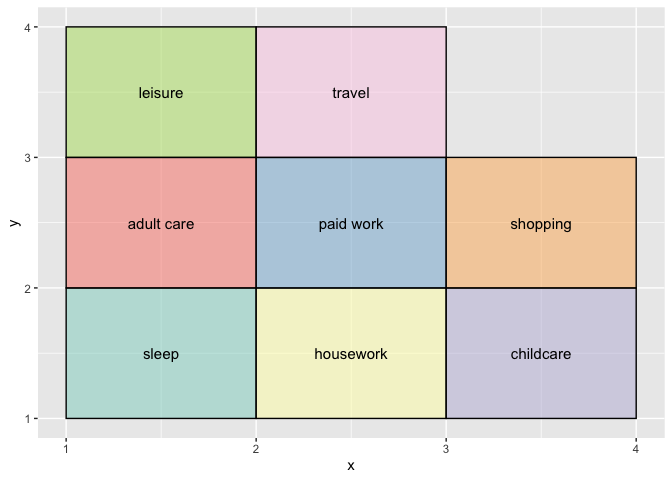 4
leisure
travel
3
adult care
paid work
shopping
y
2
sleep
housework
childcare
1
1 2 3 4
x